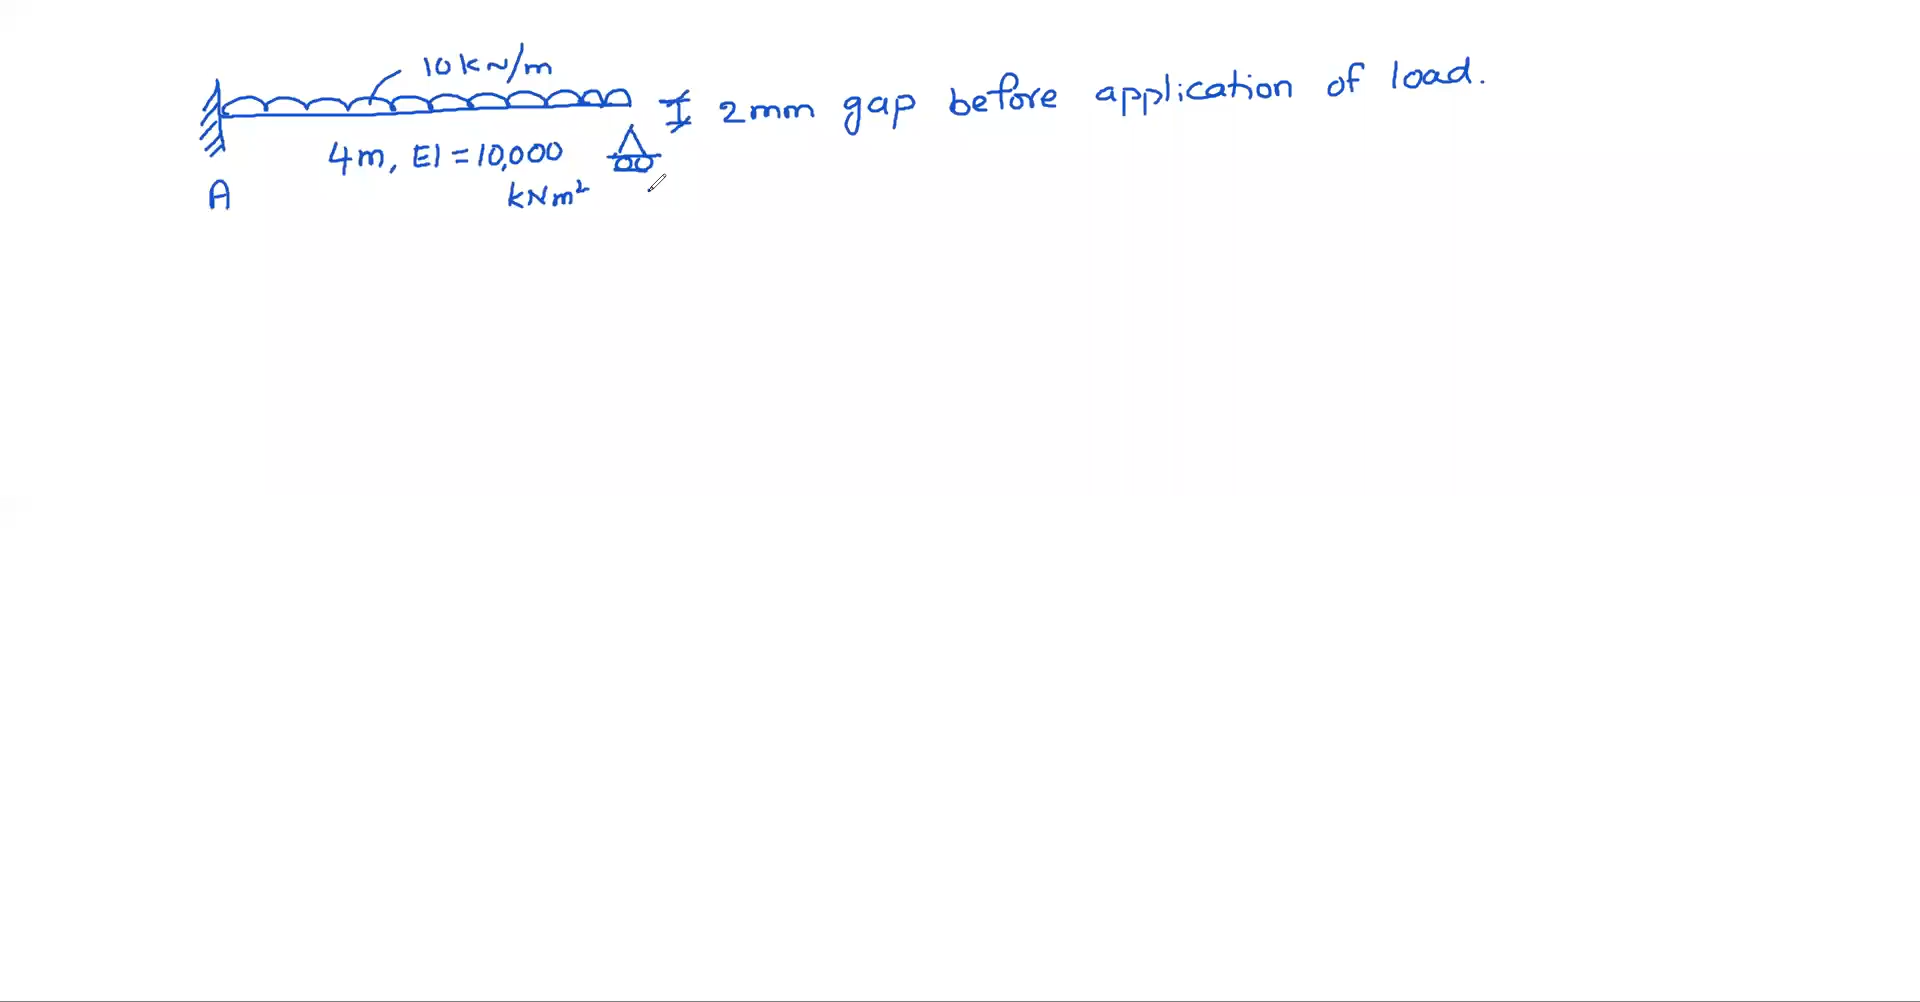 10 kN/m
2mm gap before application of load.
4m, EI = 10,000
kNm²
A